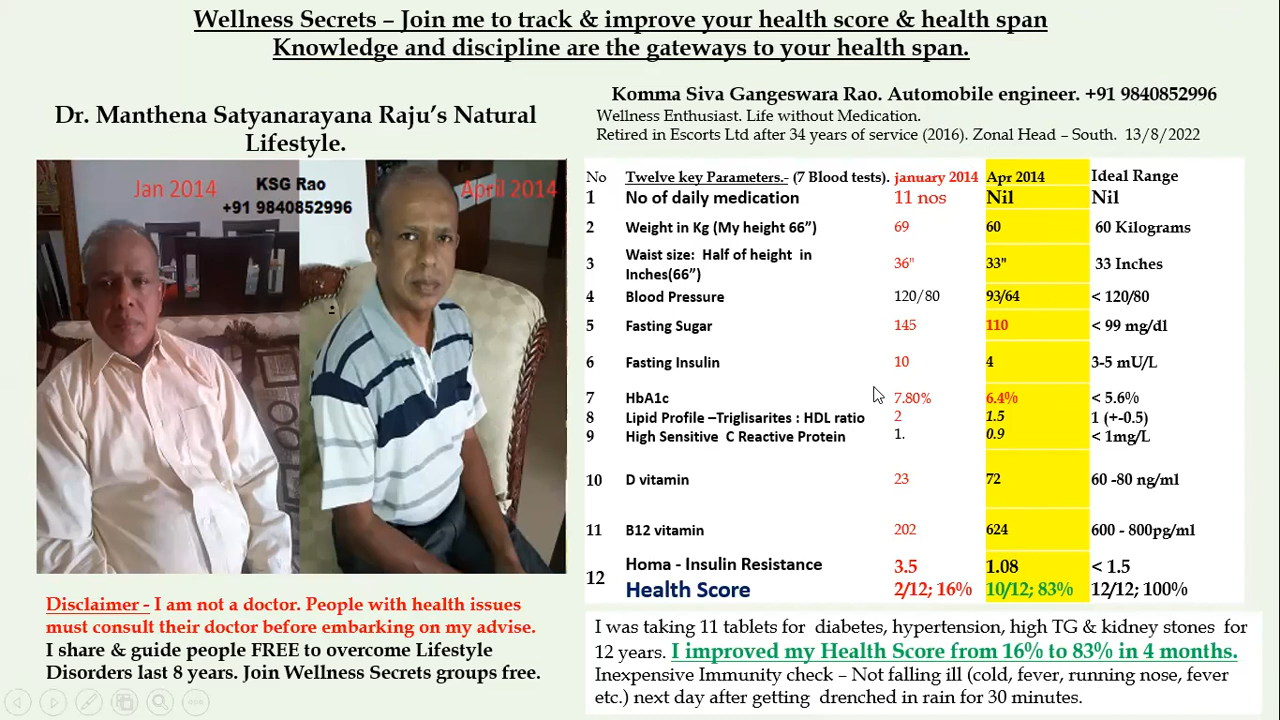 Wellness Secrets – Join me to track & improve your health score & health span
Knowledge and discipline are the gateways to your health span.
Dr. Manthena Satyanarayana Raju's Natural
Lifestyle.
Jan 2014
KSG Rao
+91 9840852996
April 2014
Komma Siva Gangeswara Rao. Automobile engineer. +91 9840852996
Wellness Enthusiast. Life without Medication.
Retired in Escorts Ltd after 34 years of service (2016). Zonal Head – South. 13/8/2022
No Twelve key Parameters.- (7 Blood tests). january 2014 Apr 2014 Ideal Range
1 No of daily medication 11 nos Nil Nil
2 Weight in Kg (My height 66”) 69 60 60 Kilograms
3 Waist size: Half of height in Inches(66”) 36" 33" 33 Inches
4 Blood Pressure 120/80 93/64 < 120/80
5 Fasting Sugar 145 110 < 99 mg/dl
6 Fasting Insulin 10 4 3-5 mU/L
7 HbA1c 7.80% 6.4% < 5.6%
8 Lipid Profile –Triglisarites : HDL ratio 2 1.5 1 (+-0.5)
9 High Sensitive C Reactive Protein 1. 0.9 < 1mg/L
10 D vitamin 23 72 60 -80 ng/ml
11 B12 vitamin 202 624 600 - 800pg/ml
12 Homa - Insulin Resistance 3.5 1.08 < 1.5
Health Score 2/12; 16% 10/12; 83% 12/12; 100%
Disclaimer - I am not a doctor. People with health issues
must consult their doctor before embarking on my advise.
I share & guide people FREE to overcome Lifestyle
Disorders last 8 years. Join Wellness Secrets groups free.
I was taking 11 tablets for diabetes, hypertension, high TG & kidney stones for
12 years. I improved my Health Score from 16% to 83% in 4 months.
Inexpensive Immunity check – Not falling ill (cold, fever, running nose, fever
etc.) next day after getting drenched in rain for 30 minutes.